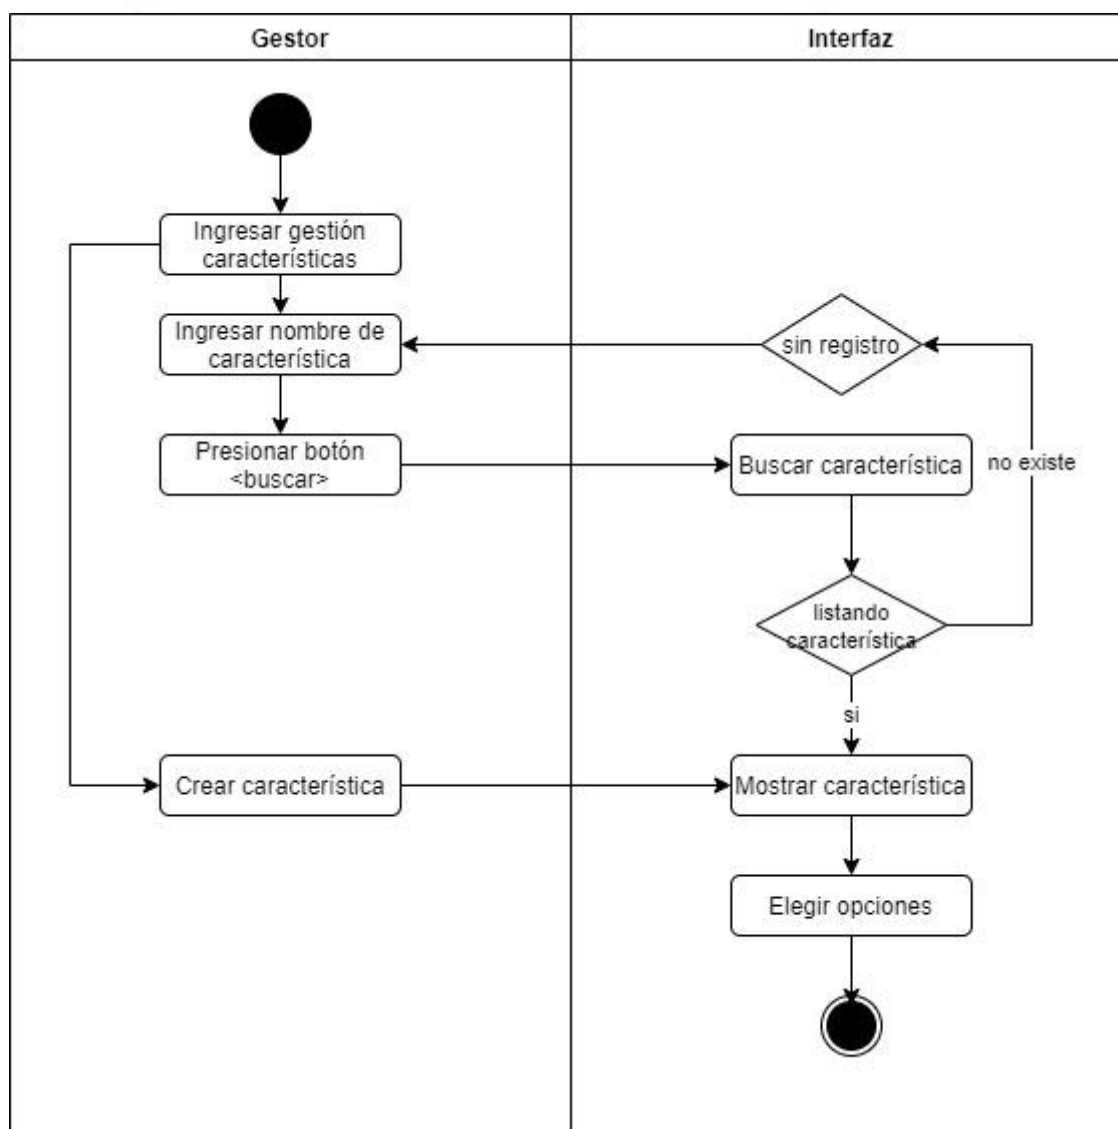 Gestor
Interfaz
Ingresar gestión
características
Ingresar nombre de
característica
sin registro
Presionar botón
<buscar>
Buscar característica
no existe
listando
característica
si
Crear característica
Mostrar característica
Elegir opciones